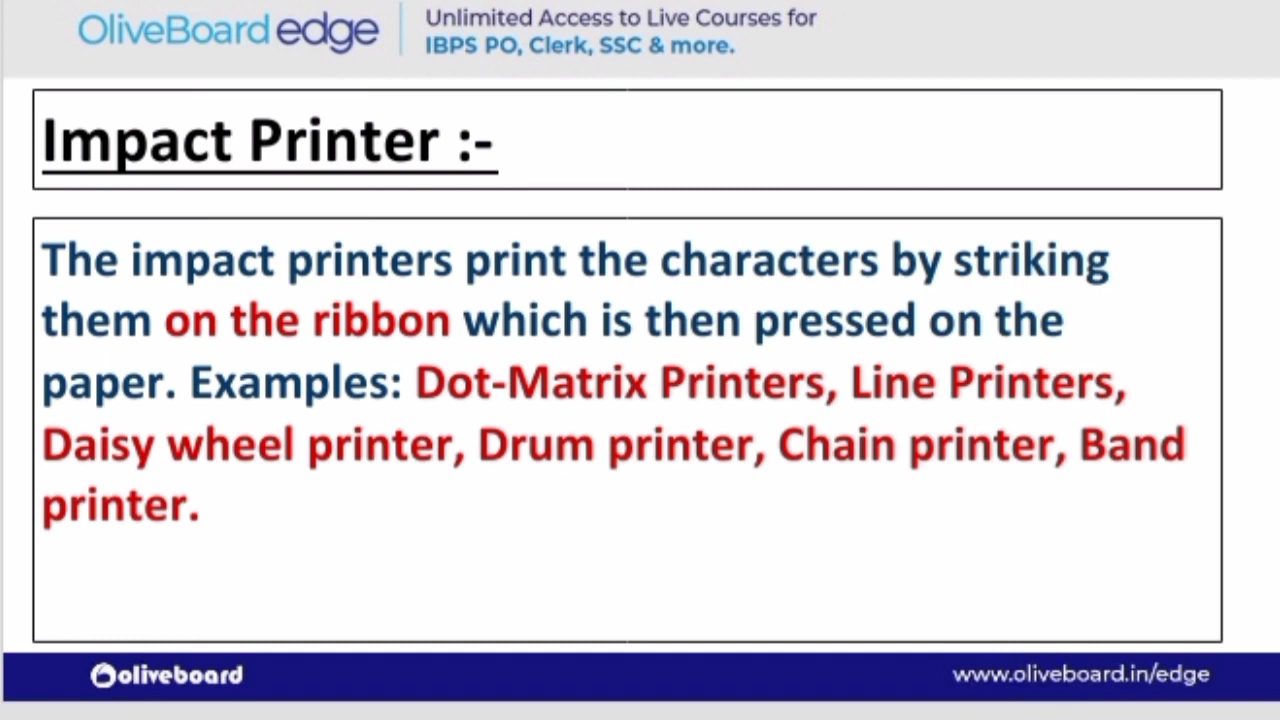 OliveBoard edge
Unlimited Access to Live Courses for
IBPS PO, Clerk, SSC & more.
Impact Printer :-
The impact printers print the characters by striking
them on the ribbon which is then pressed on the
paper. Examples: Dot-Matrix Printers, Line Printers,
Daisy wheel printer, Drum printer, Chain printer, Band
printer.
oliveboard
www.oliveboard.in/edge